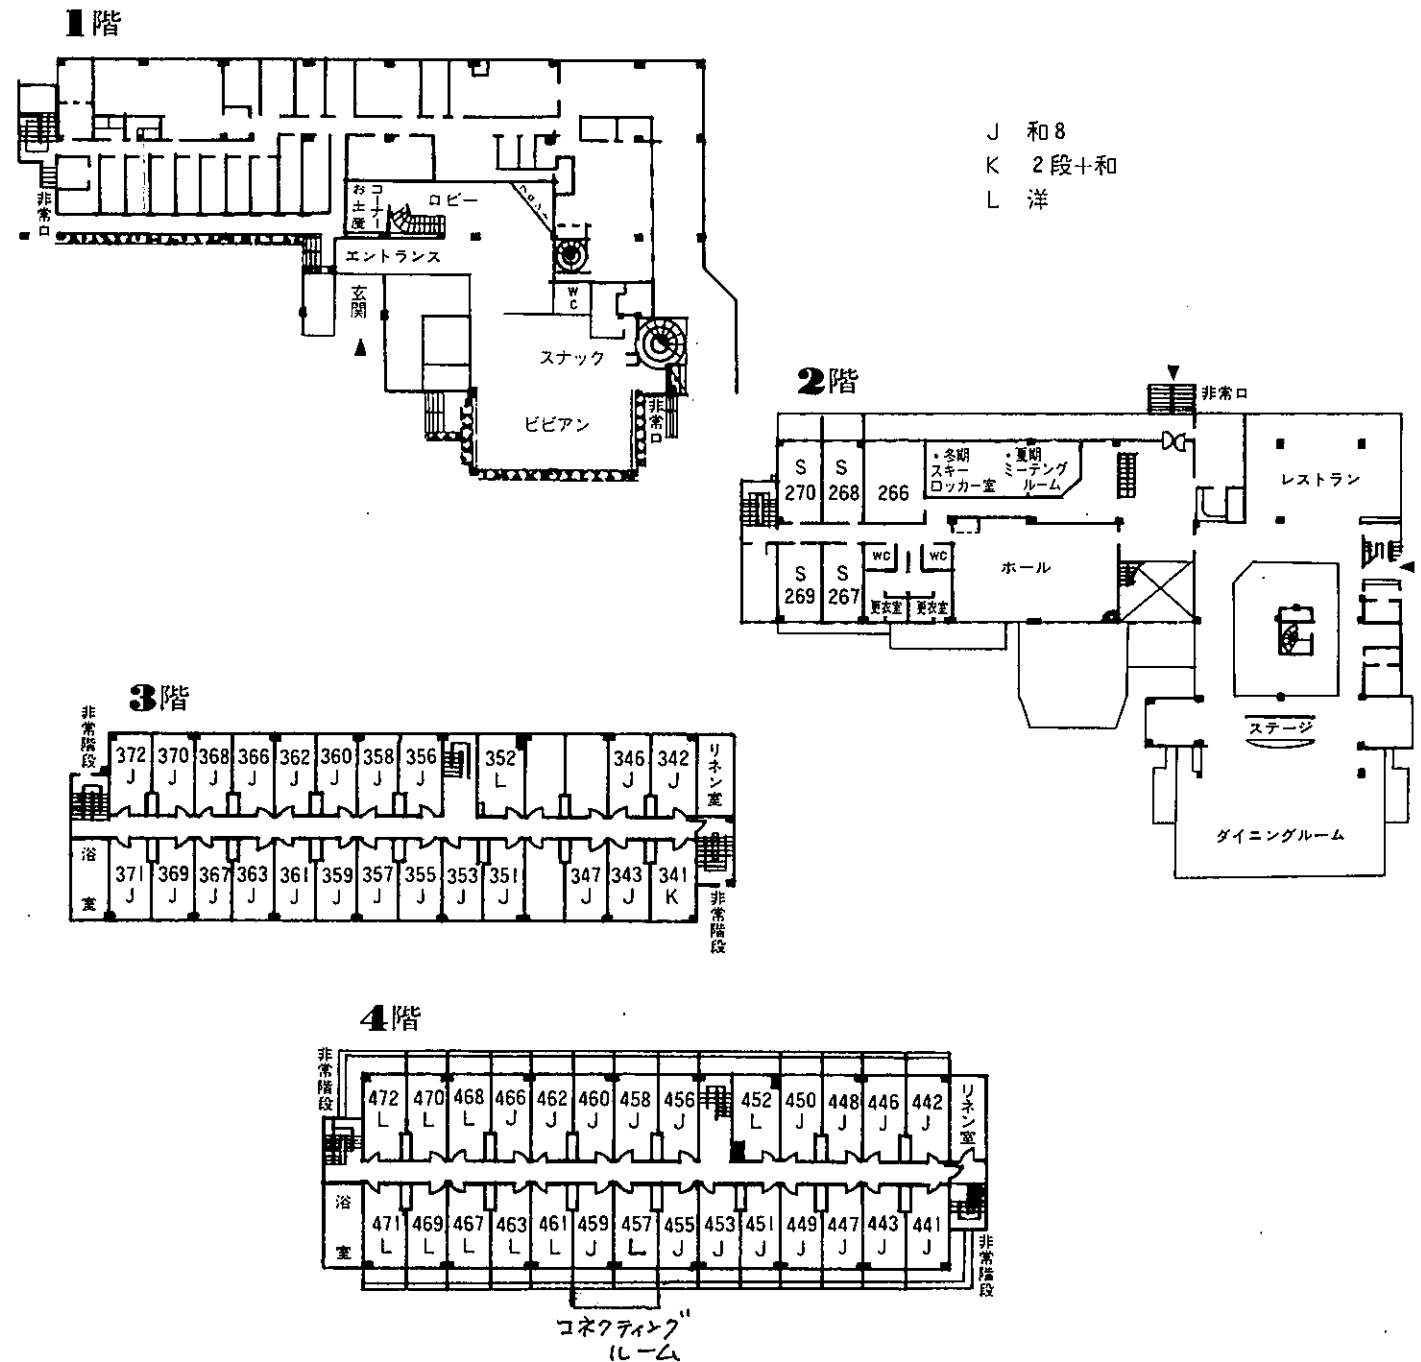 1階
非常口
お土産
コーナー
ロビー
エントランス
玄関
WC
スナック
ビビアン
非常口
J 和8
K 2段+和
L 洋
2階
非常口
S 270
S 268
266
・冬期
スキー
ロッカー室
・夏期
ミーテング
ルーム
レストラン
S 269
S 267
WC
WC
更衣室
更衣室
ホール
ステージ
ダイニングルーム
3階
非常階段
372 J
370 J
368 J
366 J
362 J
360 J
358 J
356 J
352 L
346 J
342 J
リネン室
浴室
371 J
369 J
367 J
363 J
361 J
359 J
357 J
355 J
353 J
351 J
347 J
343 J
341 K
非常階段
4階
非常階段
472 L
470 L
468 L
466 J
462 J
460 J
458 J
456 J
452 L
450 J
448 J
446 J
442 J
リネン室
浴室
471 L
469 L
467 L
463 L
461 L
459 J
457 L
455 J
453 J
451 J
449 J
447 J
443 J
441 J
非常階段
コネクティング
ルーム